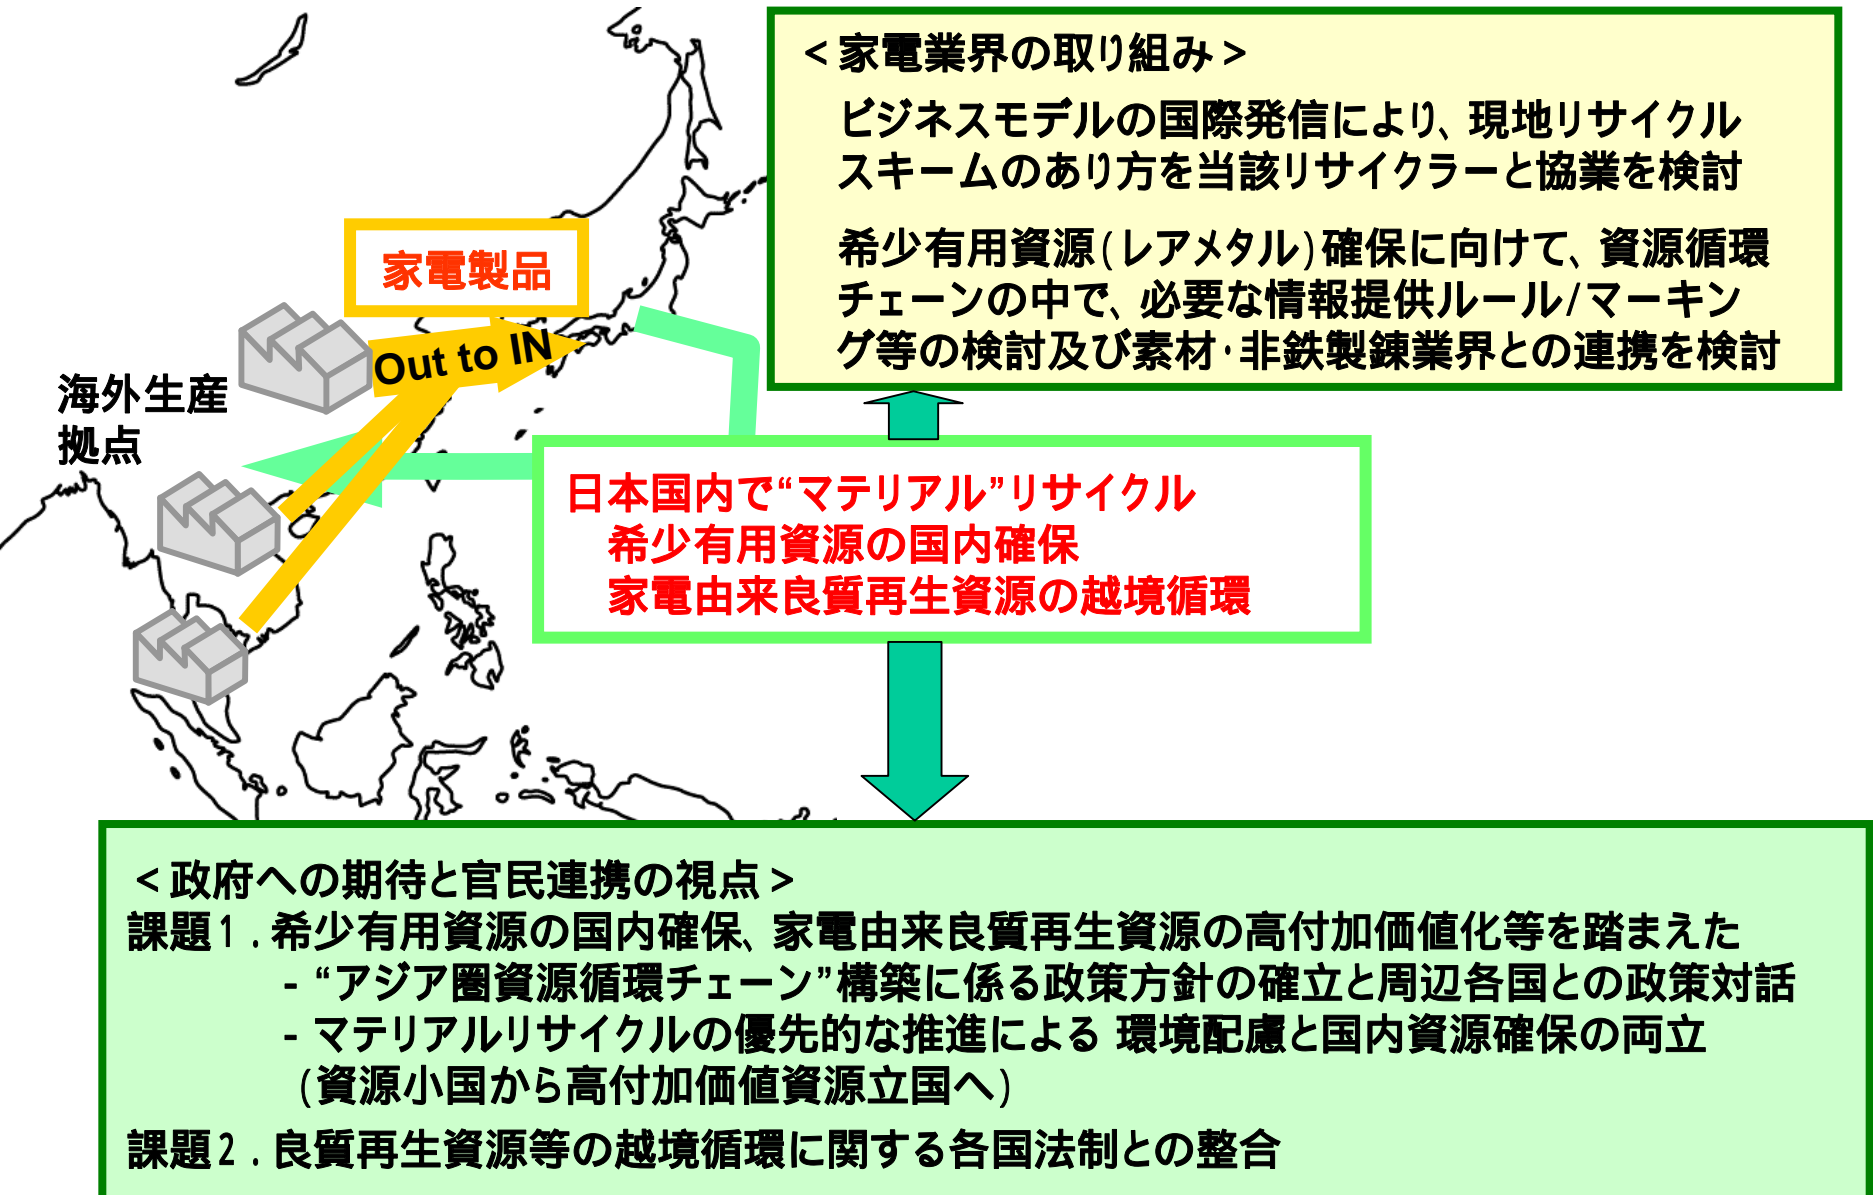 ＜家電業界の取り組み＞
ビジネスモデルの国際発信により、現地リサイクル
スキームのあり方を当該リサイクラーと協業を検討
希少有用資源(レアメタル)確保に向けて、資源循環
チェーンの中で、必要な情報提供ルール/マーキン
グ等の検討及び素材･非鉄製錬業界との連携を検討
家電製品
Out to IN
海外生産
拠点
日本国内で“マテリアル”リサイクル
希少有用資源の国内確保
家電由来良質再生資源の越境循環
＜政府への期待と官民連携の視点＞
課題1．希少有用資源の国内確保、家電由来良質再生資源の高付加価値化等を踏まえた
- “アジア圏資源循環チェーン”構築に係る政策方針の確立と周辺各国との政策対話
- マテリアルリサイクルの優先的な推進による 環境配慮と国内資源確保の両立
(資源小国から高付加価値資源立国へ)
課題2．良質再生資源等の越境循環に関する各国法制との整合